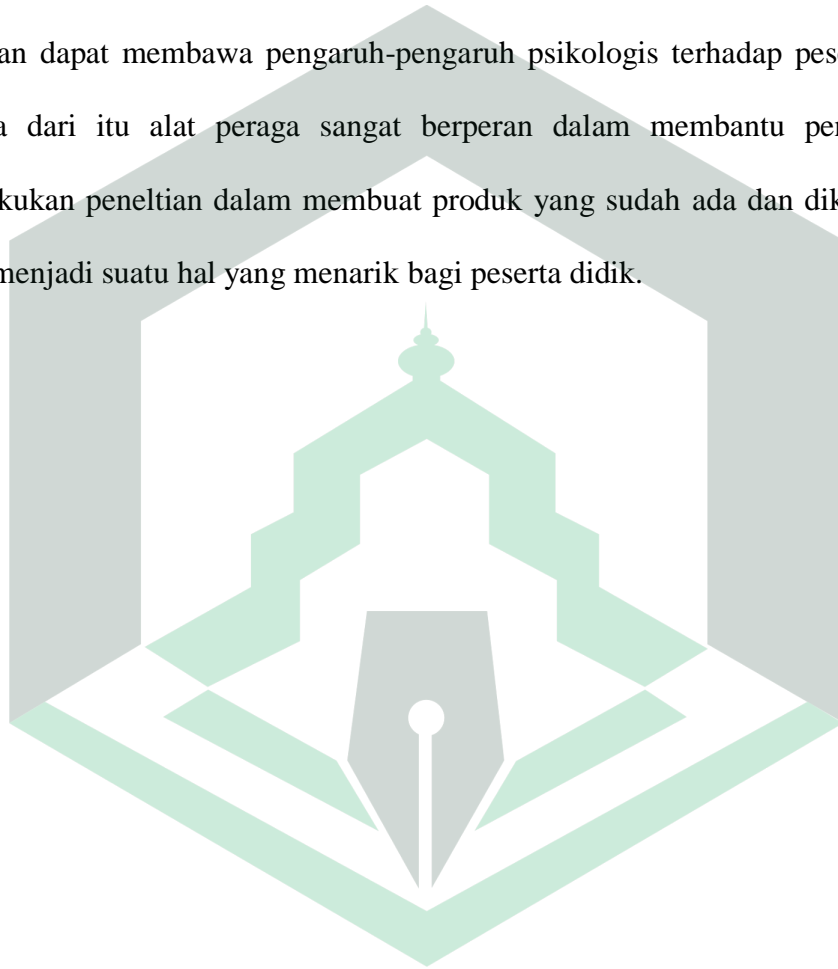 an dapat membawa pengaruh-pengaruh psikologis terhadap pes
a dari itu alat peraga sangat berperan dalam membantu per
kukan peneltian dalam membuat produk yang sudah ada dan dik
menjadi suatu hal yang menarik bagi peserta didik.